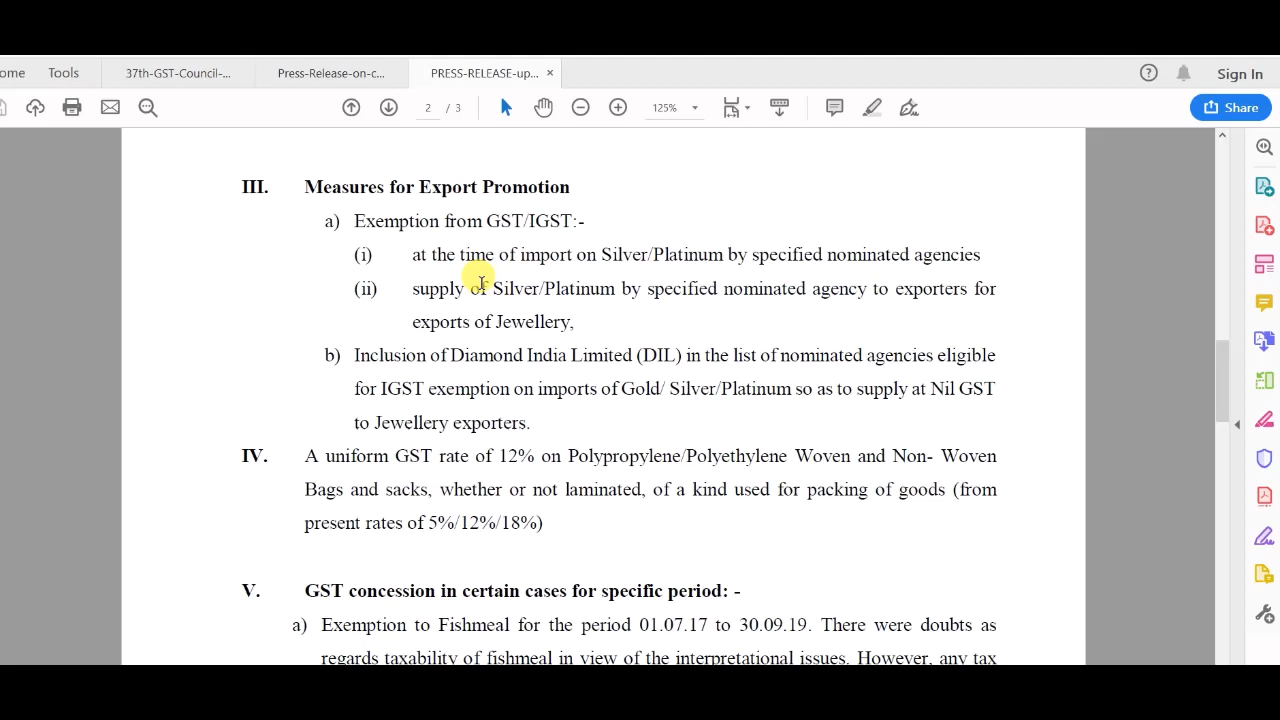 ome Tools 37th-GST-Council-... Press-Release-on-c... PRESS-RELEASE-up... × Sign In
2 / 3 125% Share
III. Measures for Export Promotion
a) Exemption from GST/IGST:-
(i) at the time of import on Silver/Platinum by specified nominated agencies
(ii) supply of Silver/Platinum by specified nominated agency to exporters for
exports of Jewellery,
b) Inclusion of Diamond India Limited (DIL) in the list of nominated agencies eligible
for IGST exemption on imports of Gold/ Silver/Platinum so as to supply at Nil GST
to Jewellery exporters.
IV. A uniform GST rate of 12% on Polypropylene/Polyethylene Woven and Non- Woven
Bags and sacks, whether or not laminated, of a kind used for packing of goods (from
present rates of 5%/12%/18%)
V. GST concession in certain cases for specific period: -
a) Exemption to Fishmeal for the period 01.07.17 to 30.09.19. There were doubts as
regards taxability of fishmeal in view of the interpretational issues. However, any tax